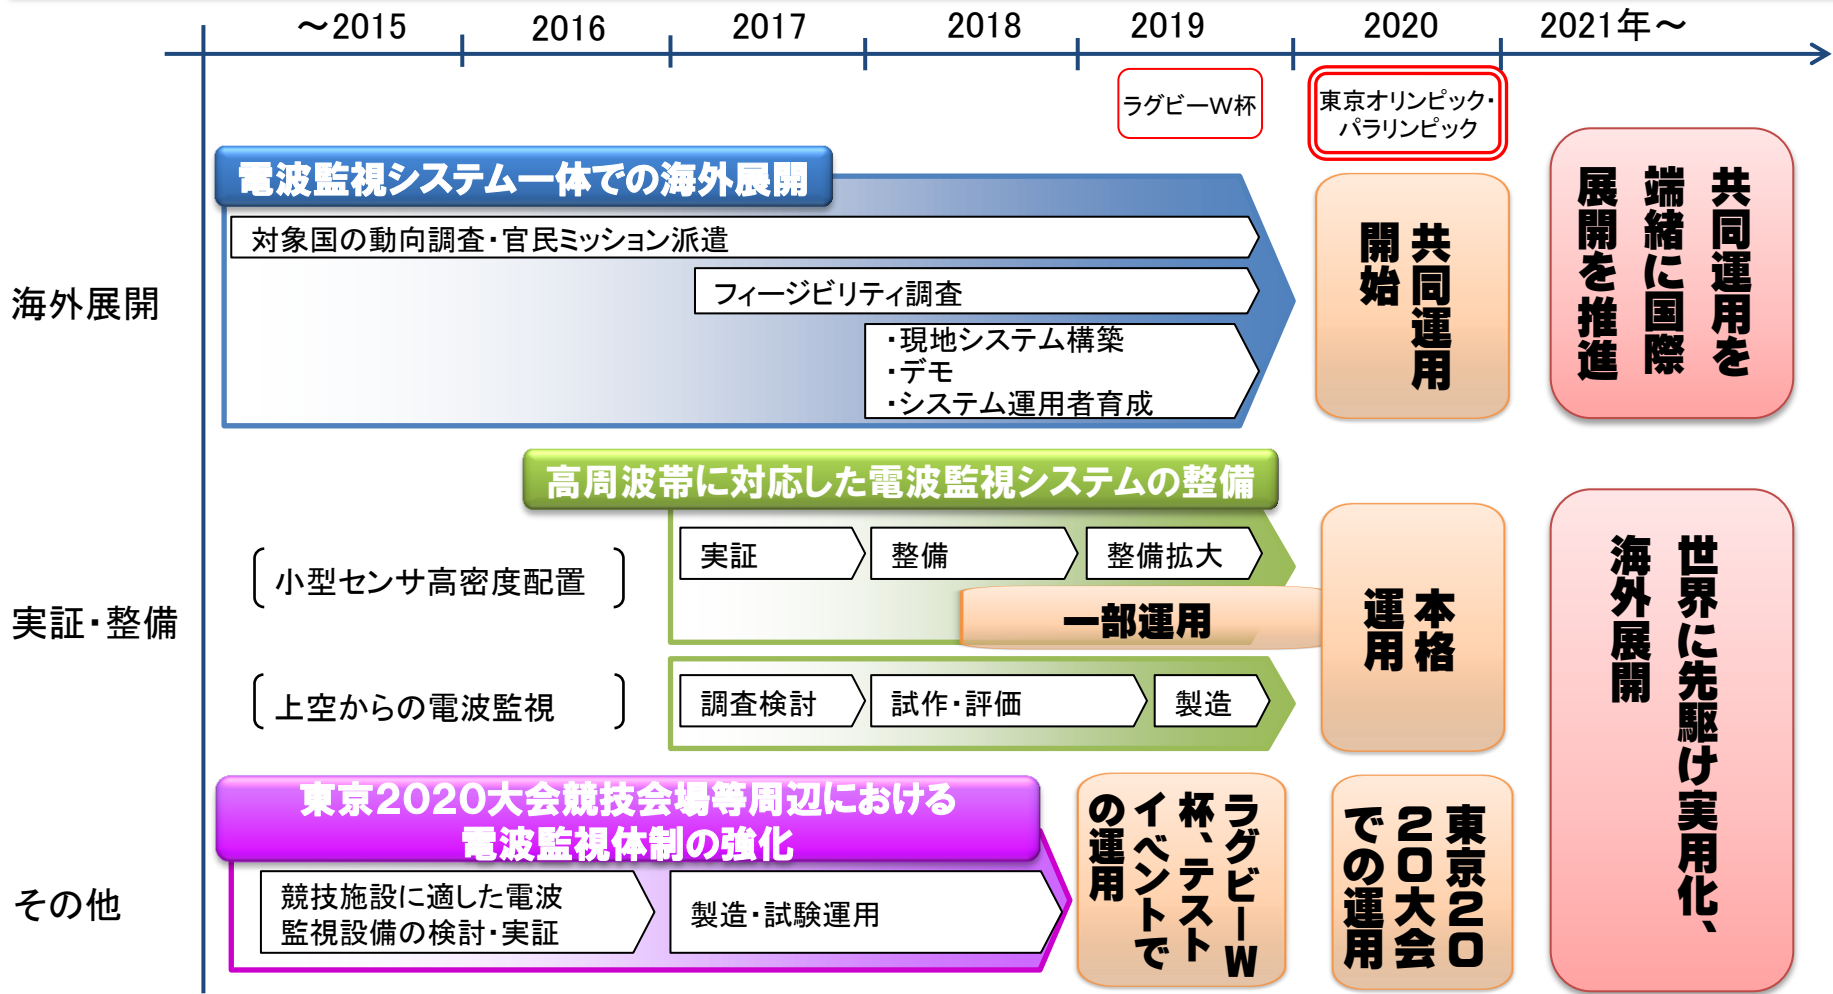 ～2015
2016
2017
2018
2019
2020
2021年～
ラグビーW杯
東京オリンピック・
パラリンピック
海外展開
電波監視システム一体での海外展開
対象国の動向調査・官民ミッション派遣
フィージビリティ調査
・現地システム構築
・デモ
・システム運用者育成
共同運用
開始
共同運用を
端緒に国際
展開を推進
実証・整備
高周波帯に対応した電波監視システムの整備
小型センサ高密度配置
実証
整備
整備拡大
一部運用
上空からの電波監視
調査検討
試作・評価
製造
本格
運用
世界に先駆け実用化、
海外展開
その他
東京2020大会競技会場等周辺における
電波監視体制の強化
競技施設に適した電波
監視設備の検討・実証
製造・試験運用
ラグビーW
杯、テスト
イベントで
の運用
東京20
20大会
での運用